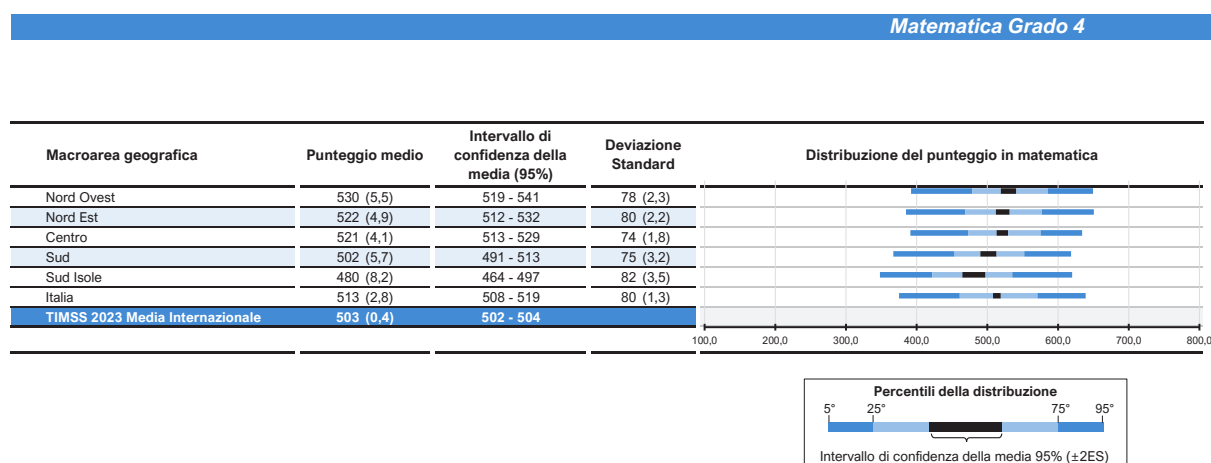 Matematica Grado 4
Macroarea geografica Punteggio medio Intervallo di confidenza della media (95%) Deviazione Standard Distribuzione del punteggio in matematica
Nord Ovest 530 (5,5) 519 - 541 78 (2,3)
Nord Est 522 (4,9) 512 - 532 80 (2,2)
Centro 521 (4,1) 513 - 529 74 (1,8)
Sud 502 (5,7) 491 - 513 75 (3,2)
Sud Isole 480 (8,2) 464 - 497 82 (3,5)
Italia 513 (2,8) 508 - 519 80 (1,3)
TIMSS 2023 Media Internazionale 503 (0,4) 502 - 504
100,0 200,0 300,0 400,0 500,0 600,0 700,0 800,0
Percentili della distribuzione
5° 25° 75° 95°
Intervallo di confidenza della media 95% (±2ES)